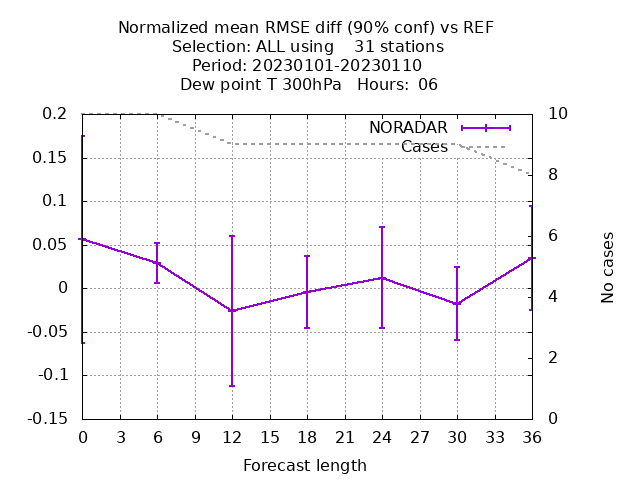 Normalized mean RMSE diff (90% conf) vs REF
Selection: ALL using    31 stations
Period: 20230101-20230110
Dew point T 300hPa   Hours:  06
0.2
0.15
0.1
0.05
0
-0.05
-0.1
-0.15
NORADAR
Cases
10
8
6
4
2
0
No cases
0 3 6 9 12 15 18 21 24 27 30 33 36
Forecast length